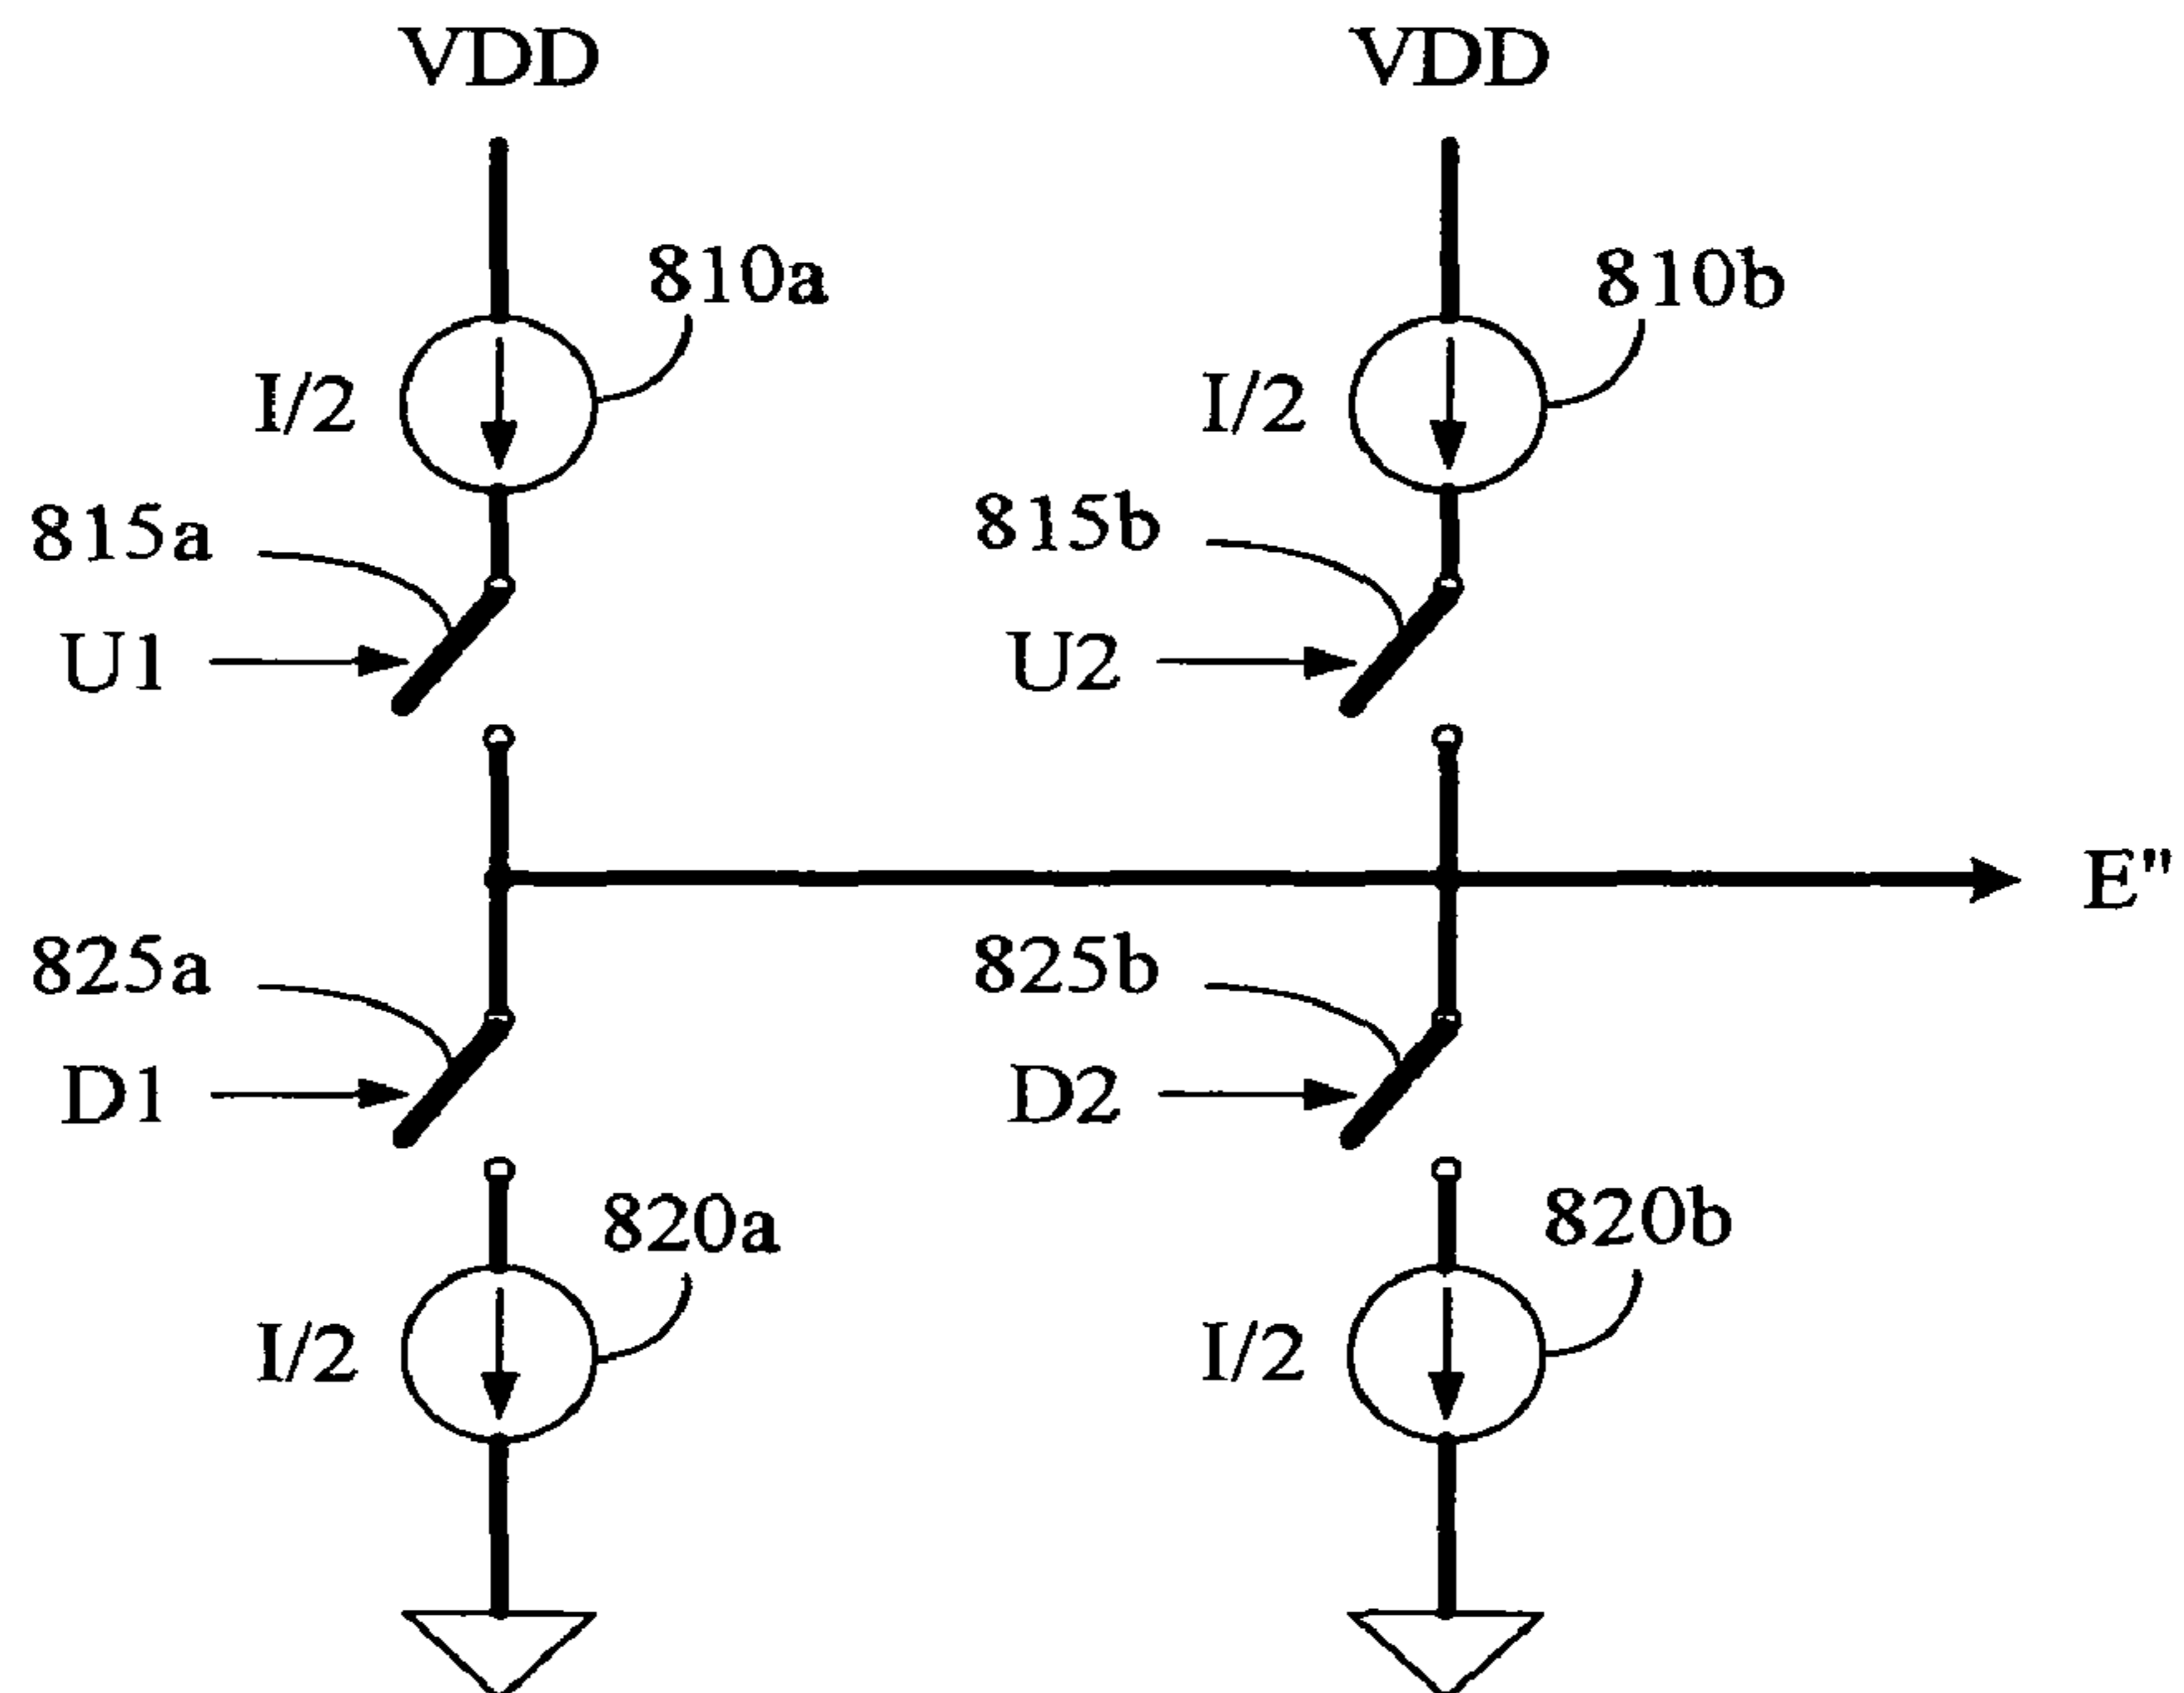 VDD VDD
810a 810b
I/2 I/2
815a 815b
U1 U2
E"
825a 825b
D1 D2
820a 820b
I/2 I/2